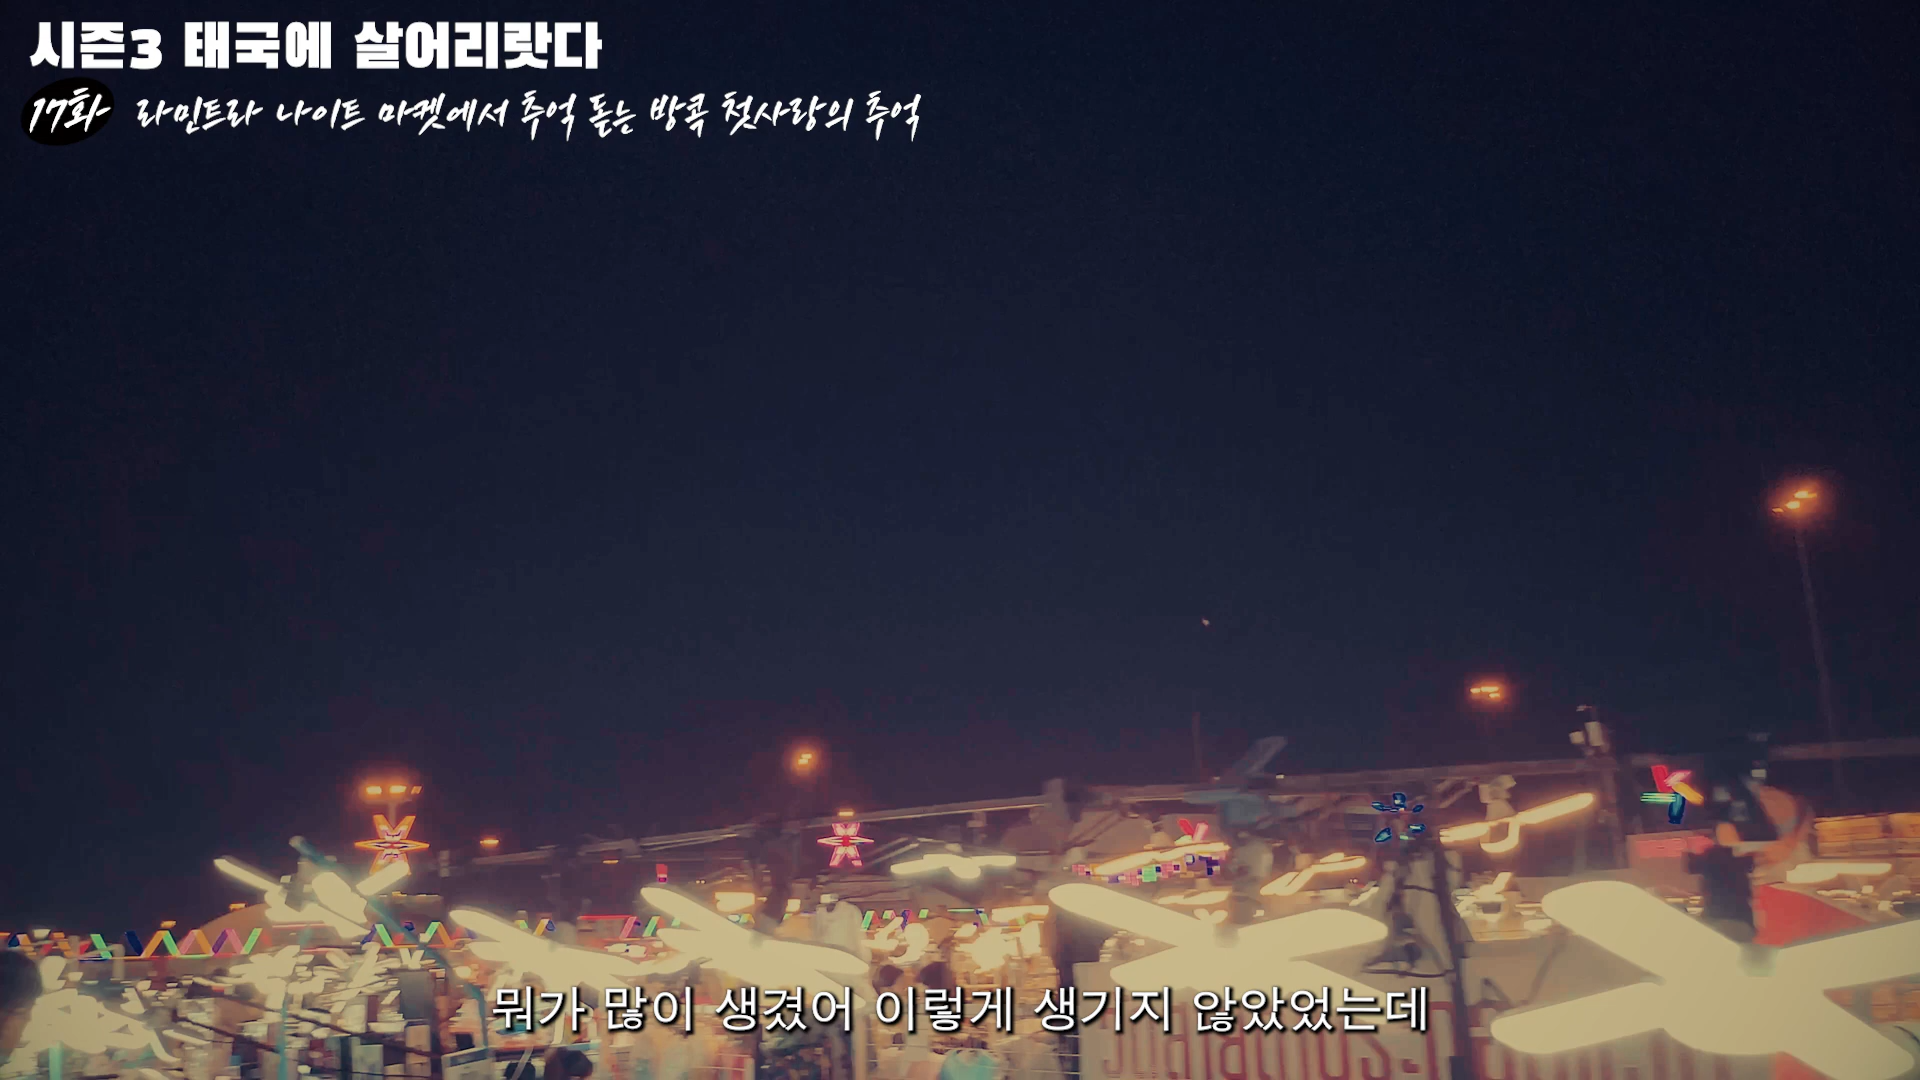 시즌3 태국에 살어리랏다
17화 라민트라 나이트 마켓에서 추억 돋는 방콕 첫사랑의 추억
뭐가 많이 생겼어 이렇게 생기지 않았었는데